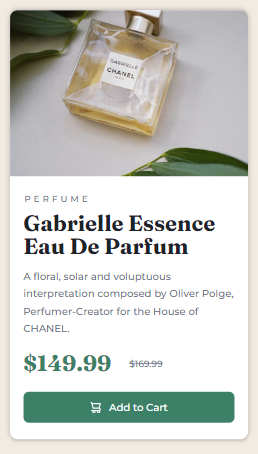 GABRIELLE
CHANEL
PERFUME
Gabrielle Essence
Eau De Parfum
A floral, solar and voluptuous
interpretation composed by Oliver Polge,
Perfumer-Creator for the House of
CHANEL.
$149.99 $169.99
Add to Cart